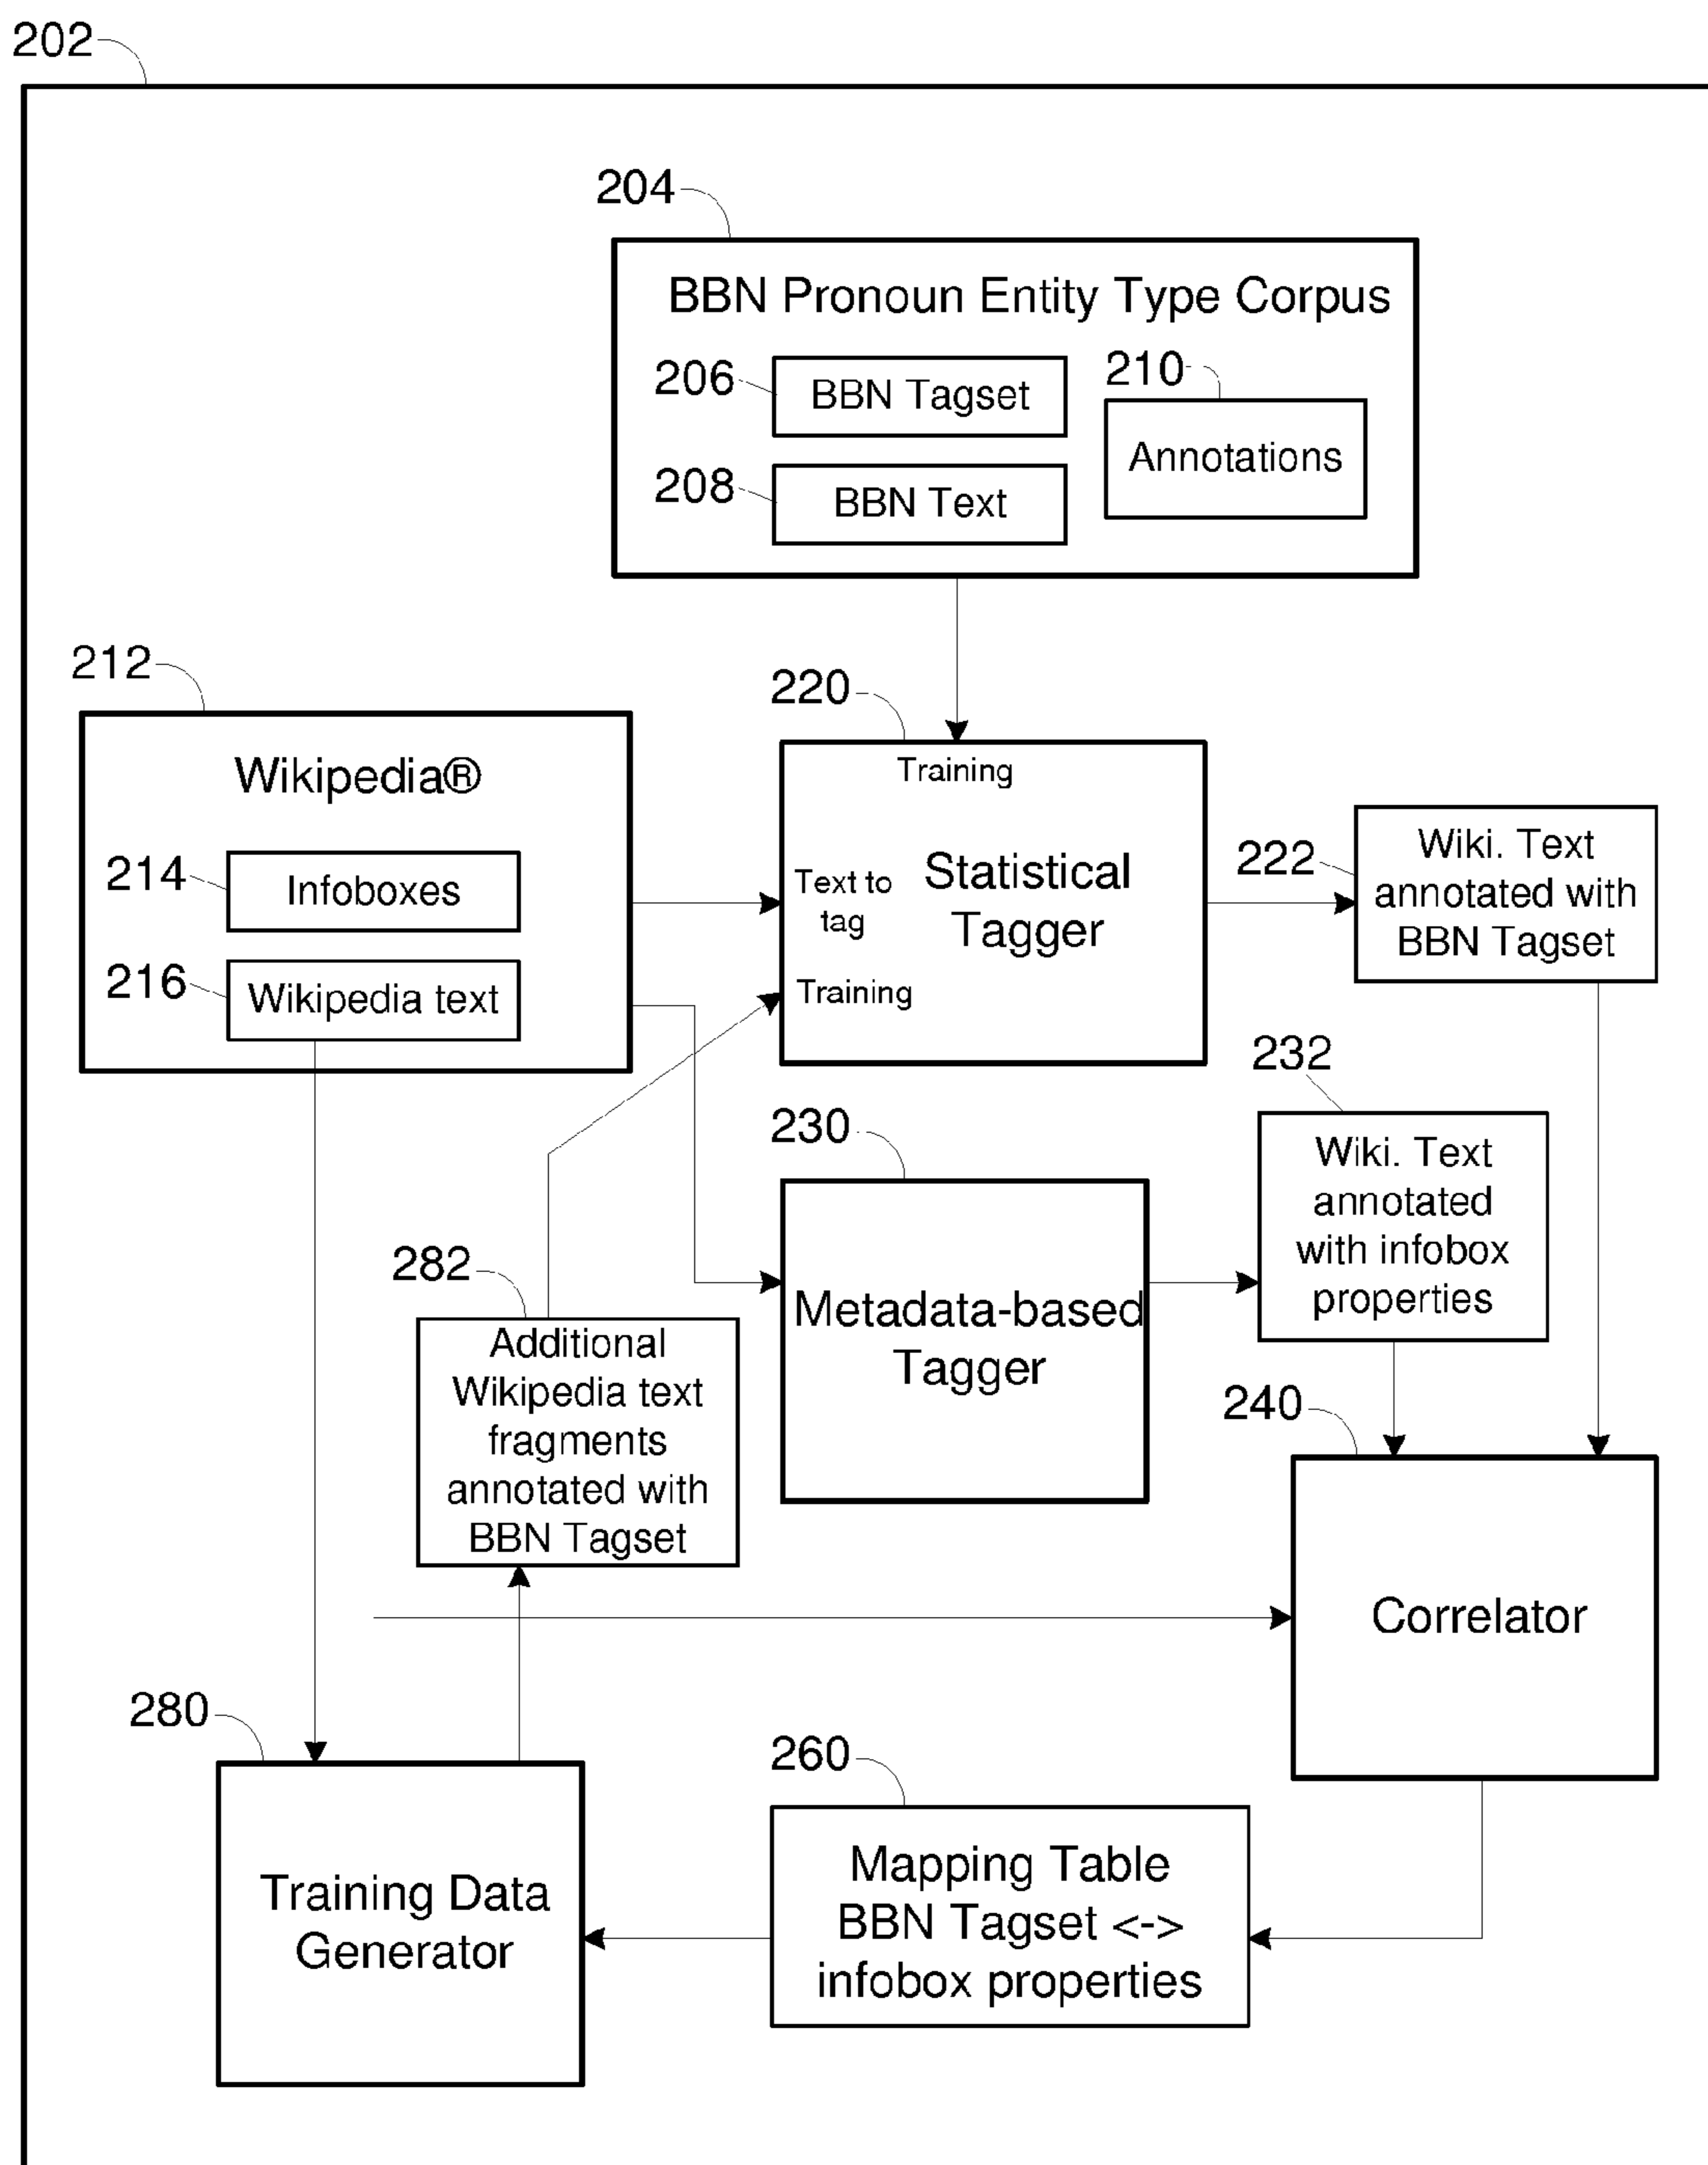 202
204
BBN Pronoun Entity Type Corpus
206
BBN Tagset
210
Annotations
208
BBN Text
212
Wikipedia®
214
Infoboxes
216
Wikipedia text
220
Training
Text to
tag
Statistical
Tagger
Training
222
Wiki. Text
annotated with
BBN Tagset
230
Metadata-based
Tagger
232
Wiki. Text
annotated
with infobox
properties
282
Additional
Wikipedia text
fragments
annotated with
BBN Tagset
240
Correlator
280
Training Data
Generator
260
Mapping Table
BBN Tagset <->
infobox properties